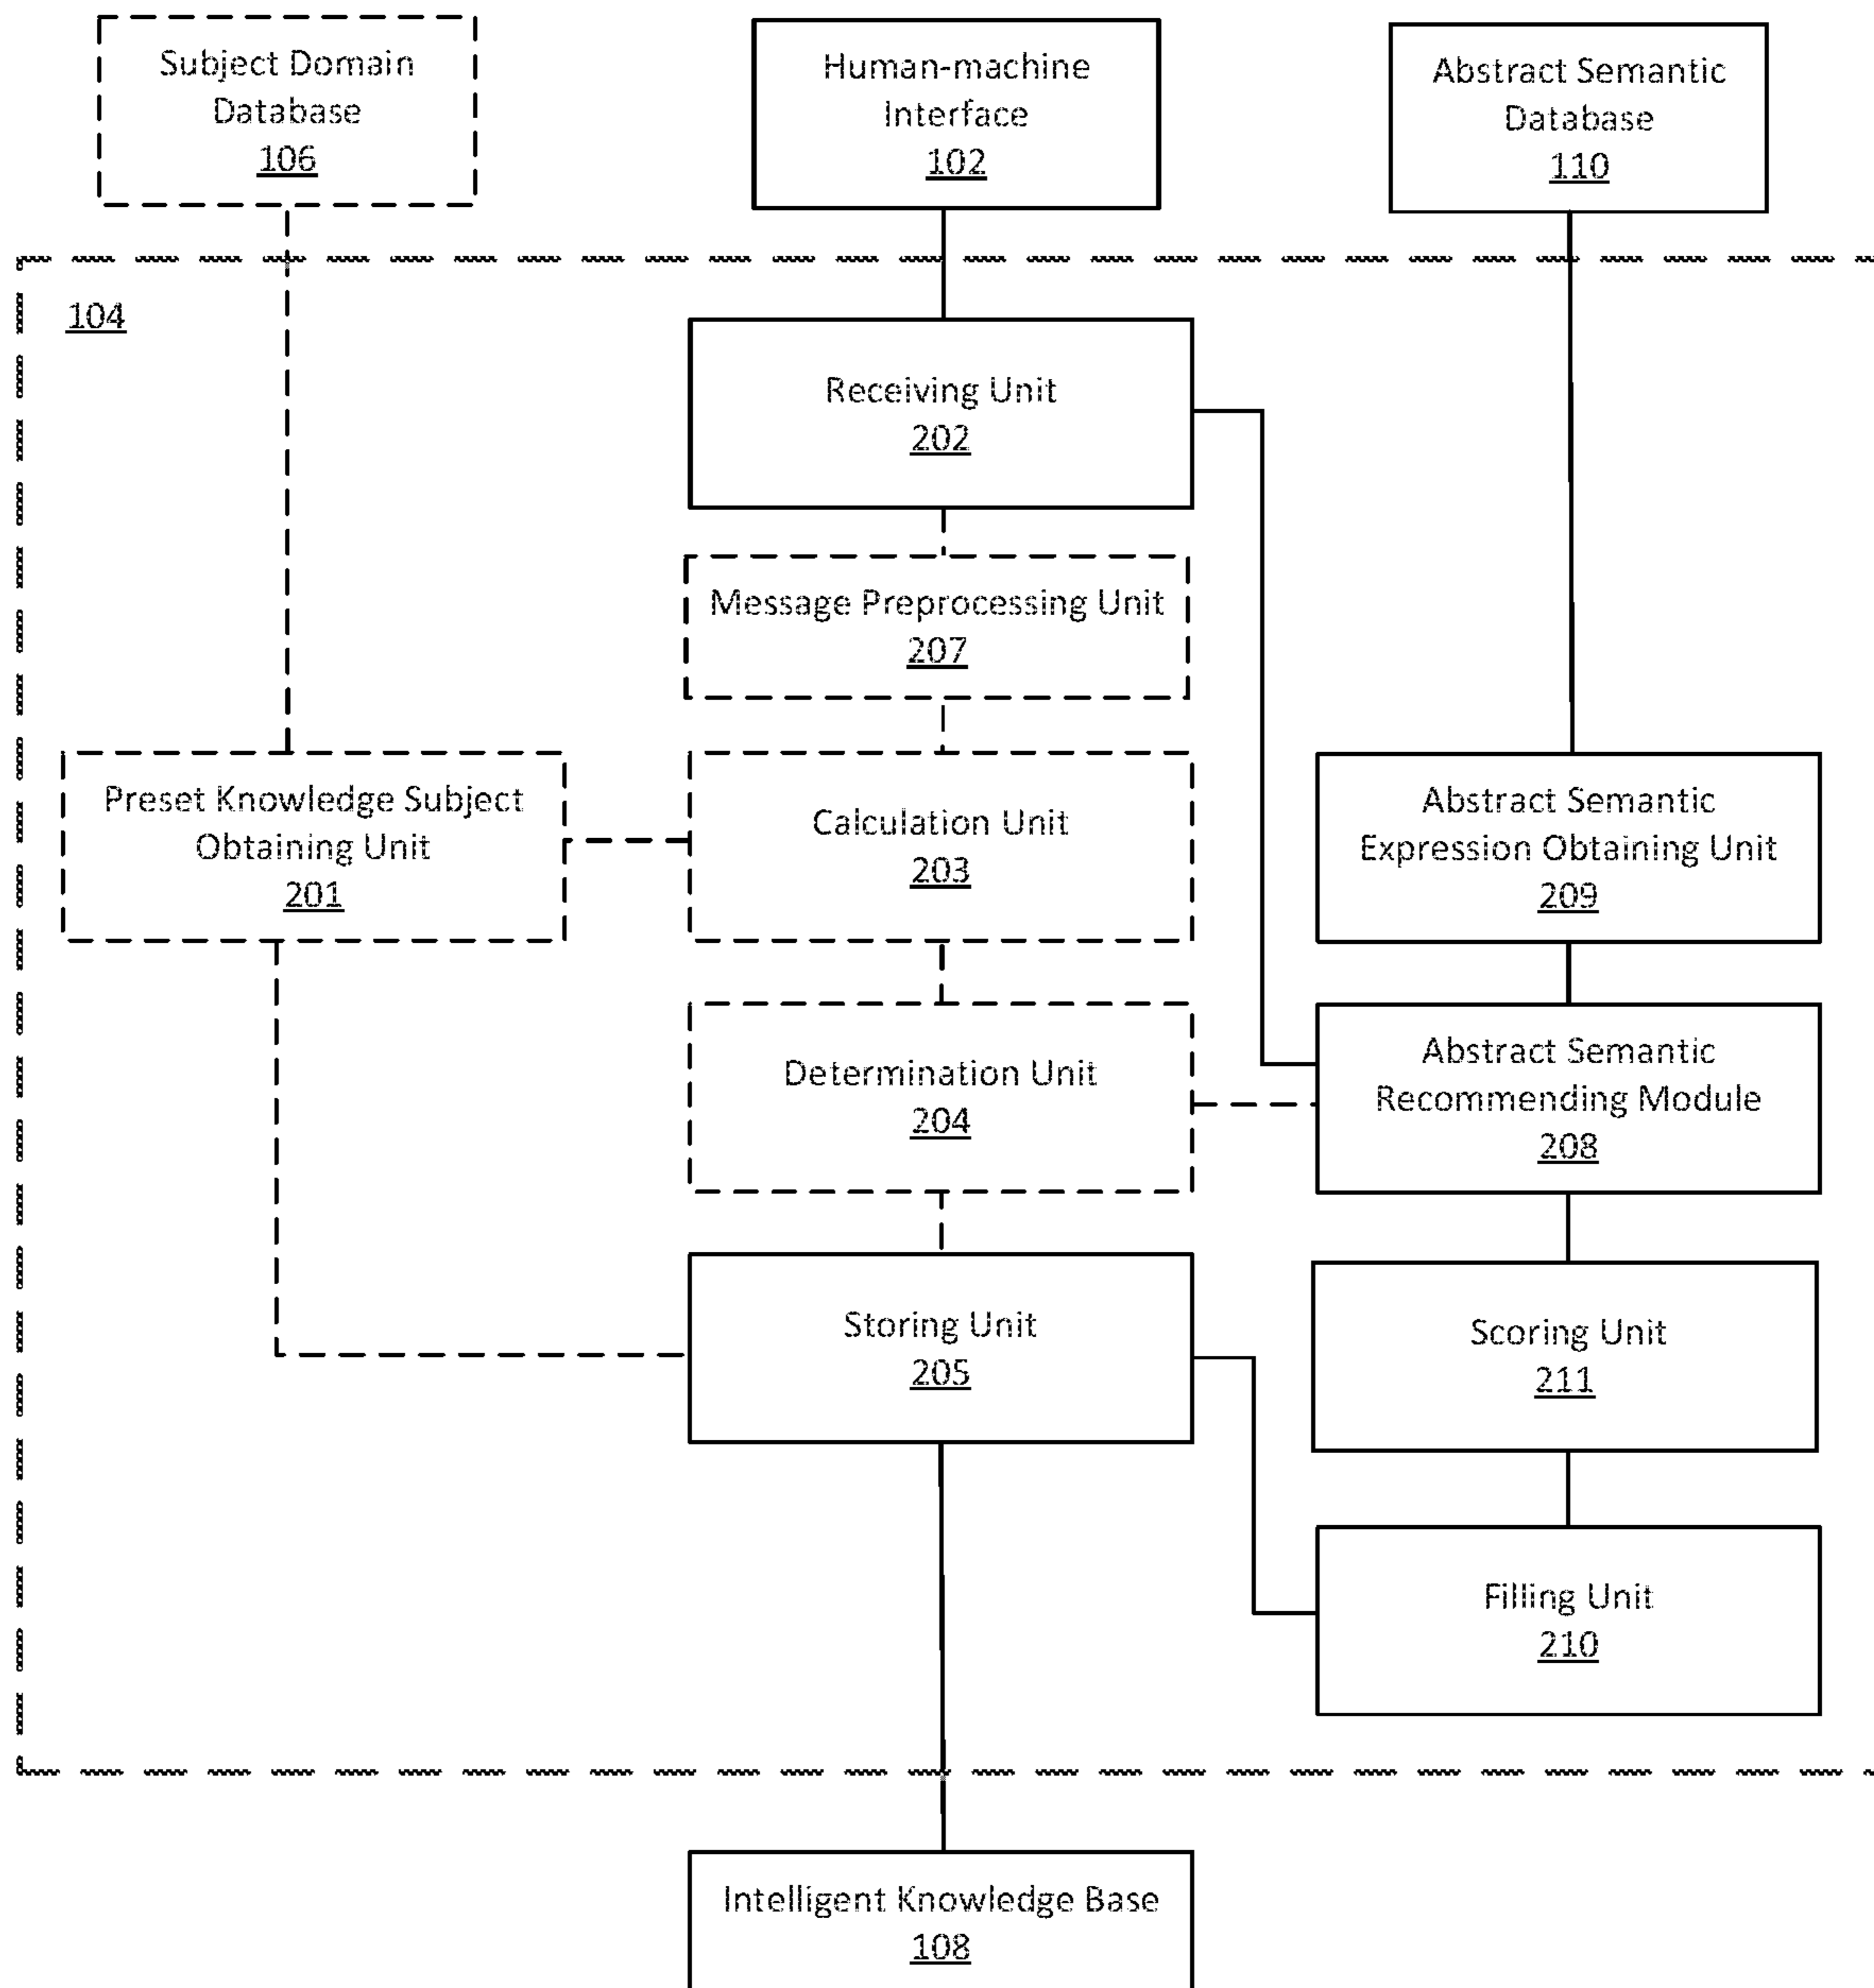 Subject Domain
Database
106
Human-machine
Interface
102
Abstract Semantic
Database
110
104
Receiving Unit
202
Message Preprocessing Unit
207
Preset Knowledge Subject
Obtaining Unit
201
Calculation Unit
203
Abstract Semantic
Expression Obtaining Unit
209
Determination Unit
204
Abstract Semantic
Recommending Module
208
Storing Unit
205
Scoring Unit
211
Filling Unit
210
Intelligent Knowledge Base
108